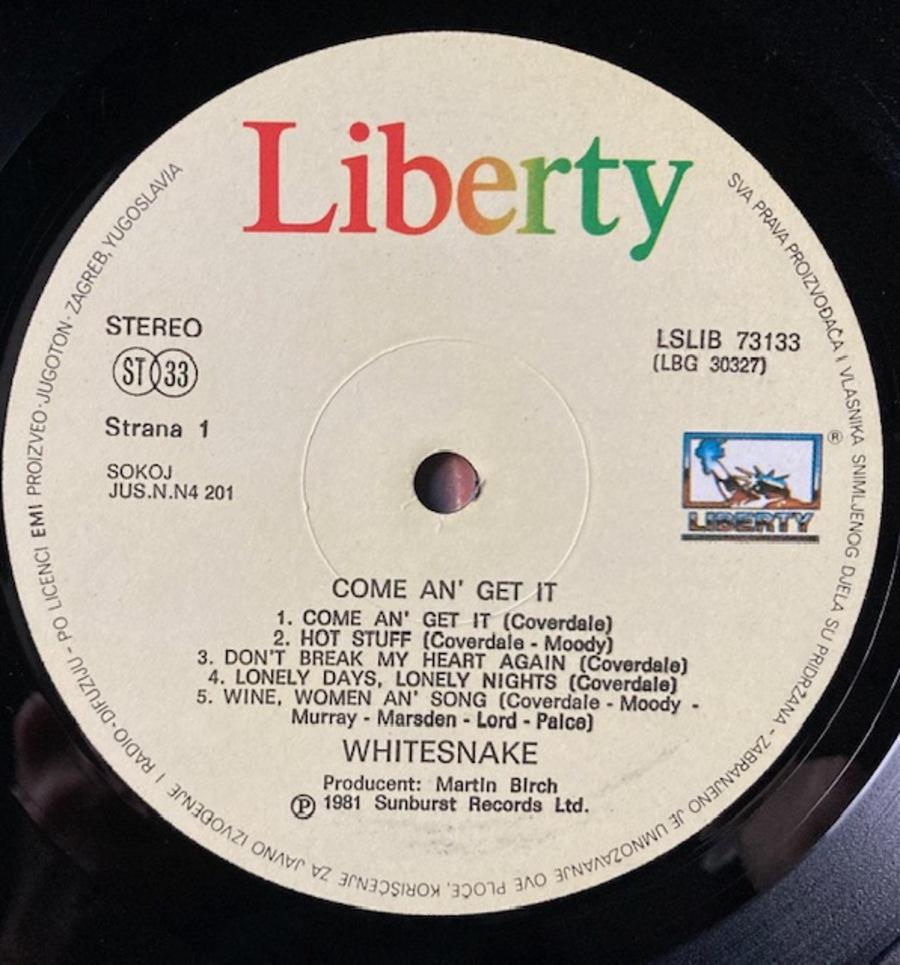 Liberty
STEREO
ST 33
Strana 1
SOKOJ
JUS.N.N4 201
LSLIB 73133
(LBG 30327)
®
LIBERTY
COME AN' GET IT
1. COME AN' GET IT (Coverdale)
2. HOT STUFF (Coverdale - Moody)
3. DON'T BREAK MY HEART AGAIN (Coverdale)
4. LONELY DAYS, LONELY NIGHTS (Coverdale)
5. WINE, WOMEN AN' SONG (Coverdale - Moody -
Murray - Marsden - Lord - Paice)
WHITESNAKE
Producent: Martin Birch
Ⓟ 1981 Sunburst Records Ltd.
SVA PRAVA PROIZVOĐAČA I VLASNIKA SNIMLJENOG DJELA SU PRIDRŽANA - ZABRANJENO JE UMNOŽAVANJE OVE PLOČE, KORIŠĆENJE ZA JAVNO IZVOĐENJE I RADIO-DIFUZIJU - PO LICENCI EMI PROIZVEO · JUGOTON · ZAGREB, YUGOSLAVIA